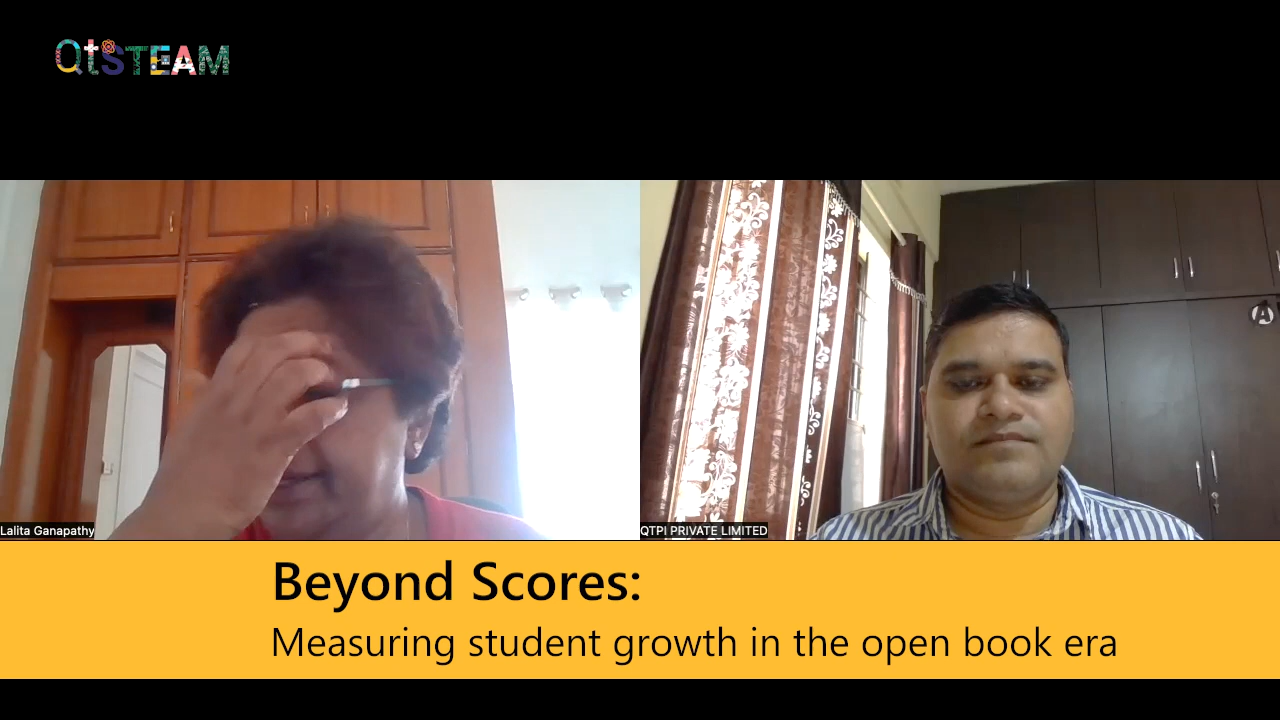 QtSTEAM
A
Lalita Ganapathy
QTPI PRIVATE LIMITED
Beyond Scores:
Measuring student growth in the open book era